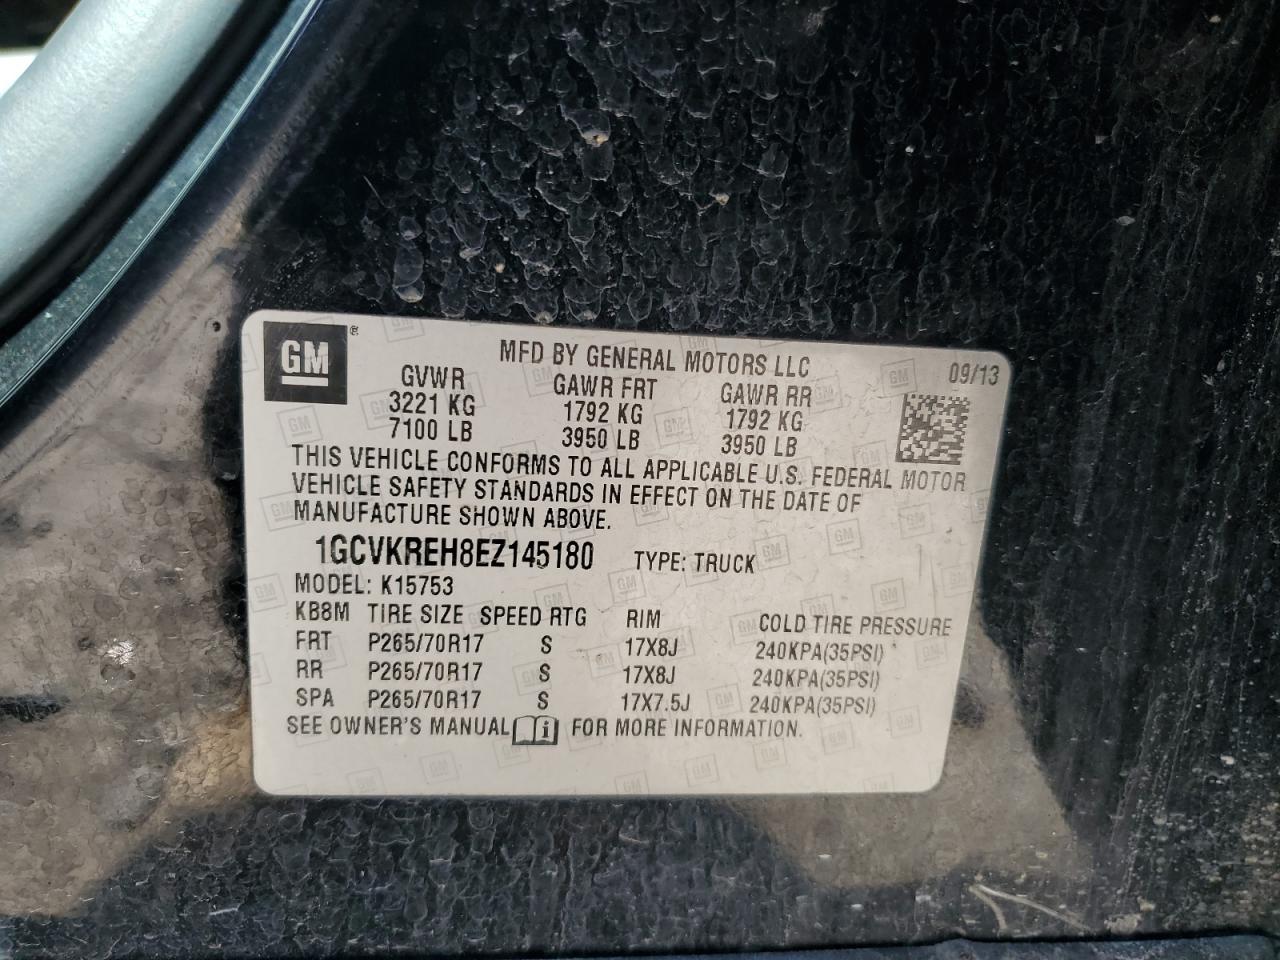 GM ®
MFD BY GENERAL MOTORS LLC
09/13
GVWR GAWR FRT GAWR RR
3221 KG 1792 KG 1792 KG
7100 LB 3950 LB 3950 LB
THIS VEHICLE CONFORMS TO ALL APPLICABLE U.S. FEDERAL MOTOR
VEHICLE SAFETY STANDARDS IN EFFECT ON THE DATE OF
MANUFACTURE SHOWN ABOVE.
1GCVKREH8EZ145180 TYPE: TRUCK
MODEL: K15753
KB8M TIRE SIZE SPEED RTG RIM COLD TIRE PRESSURE
FRT P265/70R17 S 17X8J 240KPA(35PSI)
RR P265/70R17 S 17X8J 240KPA(35PSI)
SPA P265/70R17 S 17X7.5J 240KPA(35PSI)
SEE OWNER'S MANUAL i FOR MORE INFORMATION.